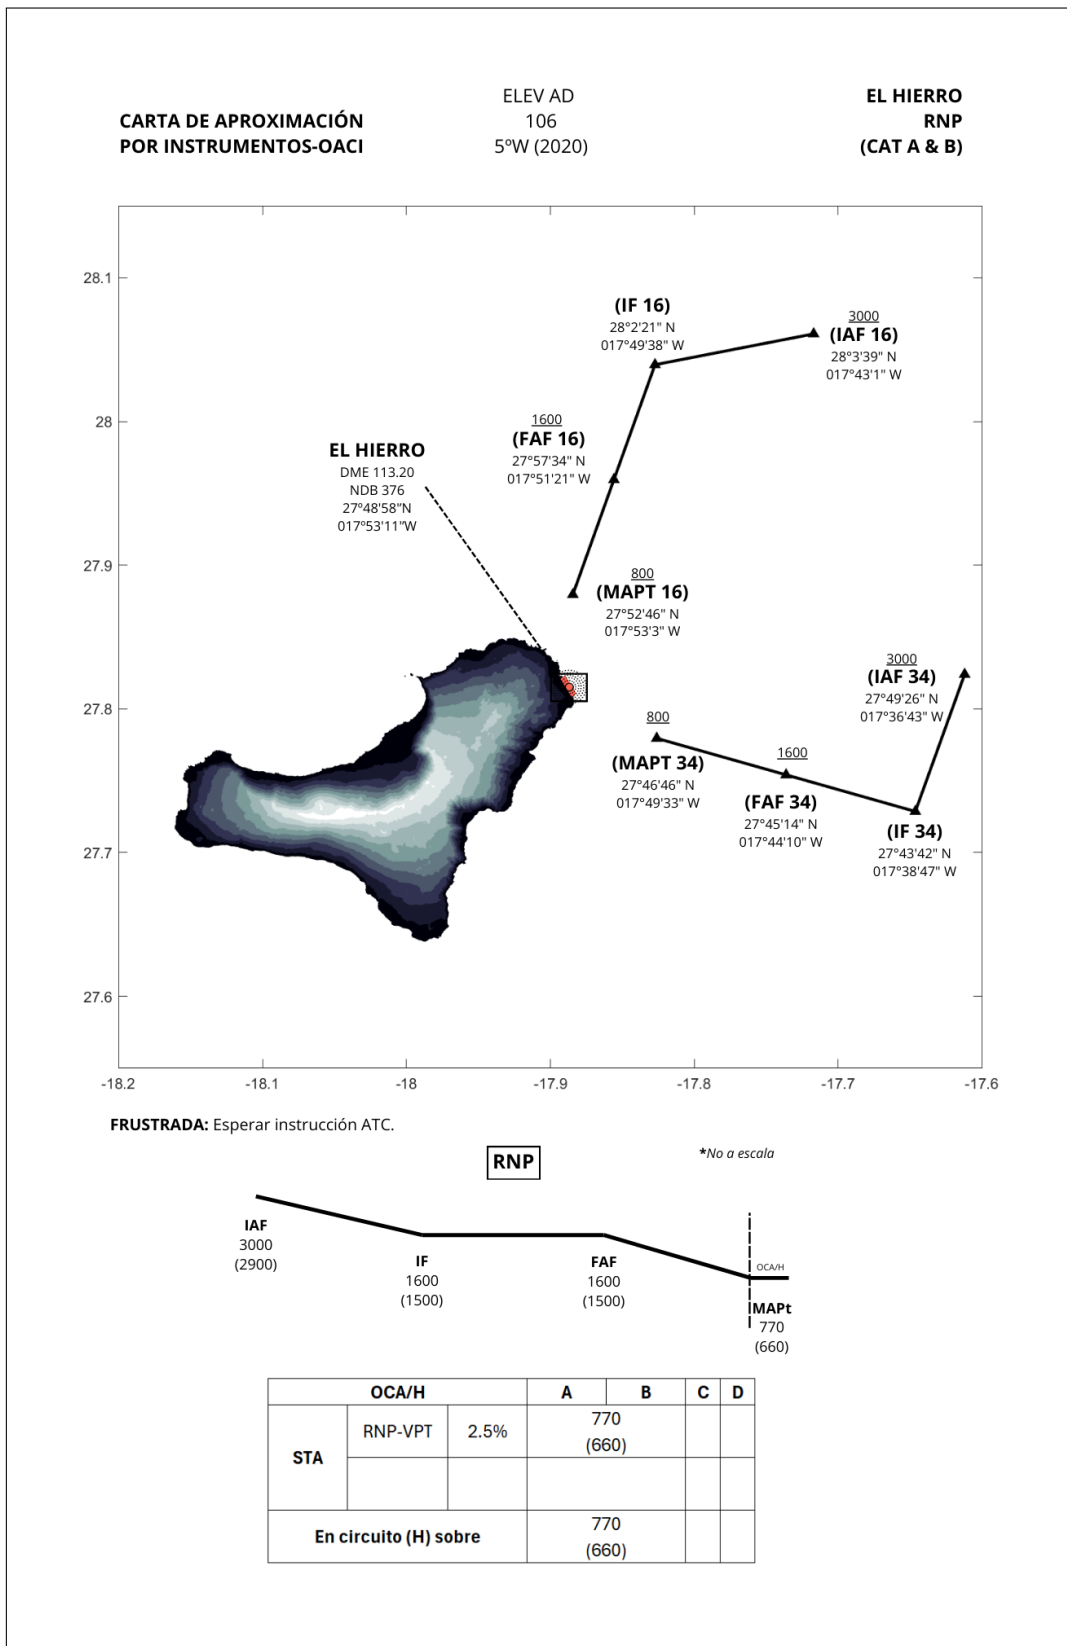 CARTA DE APROXIMACIÓN
POR INSTRUMENTOS-OACI
ELEV AD
106
5ºW (2020)
EL HIERRO
RNP
(CAT A & B)
28.1
28
27.9
27.8
27.7
27.6
-18.2
-18.1
-18
-17.9
-17.8
-17.7
-17.6
(IF 16)
28°2'21" N
017°49'38" W
3000
(IAF 16)
28°3'39" N
017°43'1" W
1600
(FAF 16)
27°57'34" N
017°51'21" W
EL HIERRO
DME 113.20
NDB 376
27º48'58"N
017º53'11"W
800
(MAPT 16)
27°52'46" N
017°53'3" W
3000
(IAF 34)
27°49'26" N
017°36'43" W
800
(MAPT 34)
27°46'46" N
017°49'33" W
1600
(FAF 34)
27°45'14" N
017°44'10" W
(IF 34)
27°43'42" N
017°38'47" W
FRUSTRADA: Esperar instrucción ATC.
RNP
*No a escala
IAF
3000
(2900)
IF
1600
(1500)
FAF
1600
(1500)
OCA/H
MAPt
770
(660)
OCA/H A B C D
STA RNP-VPT 2.5% 770
(660)
En circuito (H) sobre 770
(660)